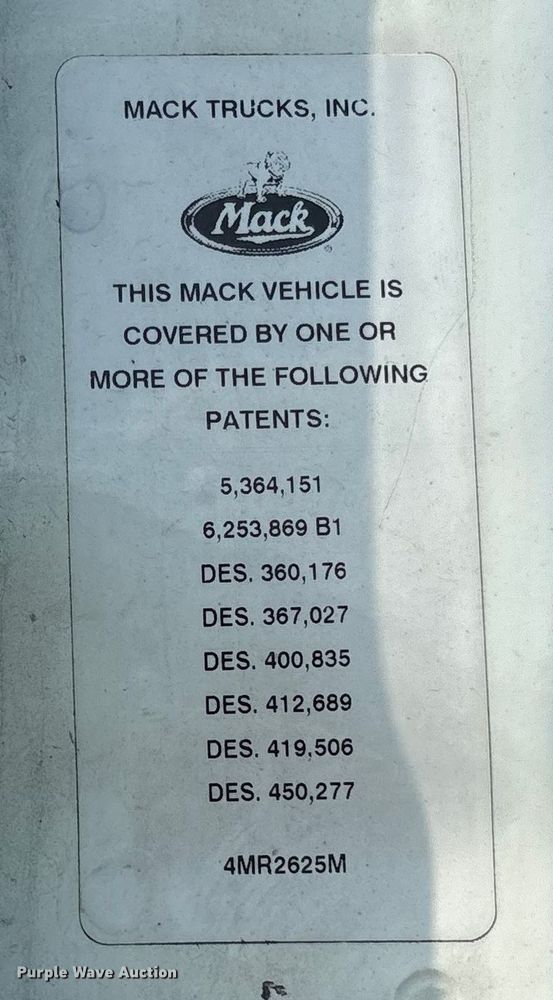 MACK TRUCKS, INC.
Mack
®
THIS MACK VEHICLE IS
COVERED BY ONE OR
MORE OF THE FOLLOWING
PATENTS:
5,364,151
6,253,869 B1
DES. 360,176
DES. 367,027
DES. 400,835
DES. 412,689
DES. 419,506
DES. 450,277
4MR2625M
Purple Wave Auction